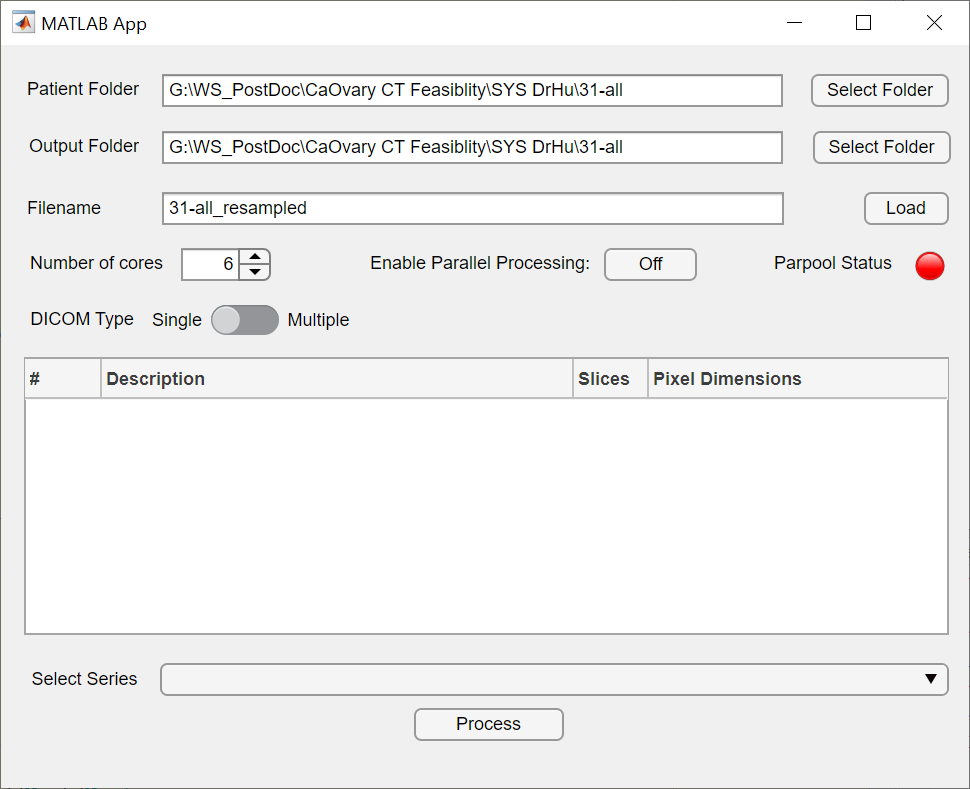 MATLAB App
Patient Folder G:\WS_PostDoc\CaOvary CT Feasiblity\SYS DrHu\31-all Select Folder
Output Folder G:\WS_PostDoc\CaOvary CT Feasiblity\SYS DrHu\31-all Select Folder
Filename 31-all_resampled Load
Number of cores 6 Enable Parallel Processing: Off Parpool Status
DICOM Type Single Multiple
# Description Slices Pixel Dimensions
Select Series
Process